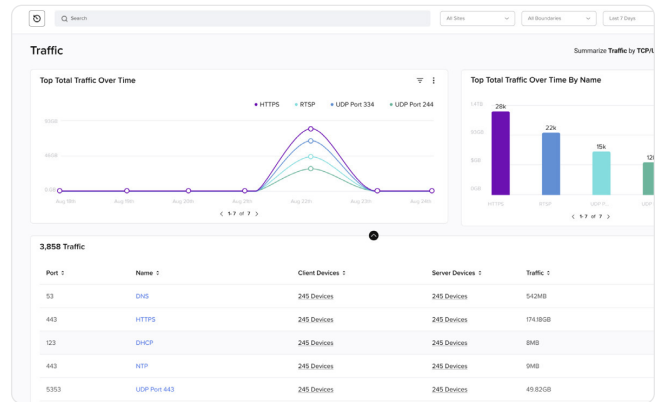 Search
All Sites
All Boundaries
Last 7 Days
Traffic
Summarize Traffic by TCP/U
Top Total Traffic Over Time
HTTPS
RTSP
UDP Port 334
UDP Port 244
Aug 18th
Aug 19th
Aug 20th
Aug 21th
Aug 22th
Aug 23th
Aug 24th
< 1-7 of 7 >
Top Total Traffic Over Time By Name
28k
22k
15k
HTTPS
RTSP
UDP-P...
UDP
< 1-7 of 7 >
3,858 Traffic
Port Name Client Devices Server Devices Traffic
53 DNS 245 Devices 245 Devices 542MB
443 HTTPS 245 Devices 245 Devices 174.18GB
123 DHCP 245 Devices 245 Devices 8MB
443 NTP 245 Devices 245 Devices 9MB
5353 UDP Port 443 245 Devices 245 Devices 49.82GB